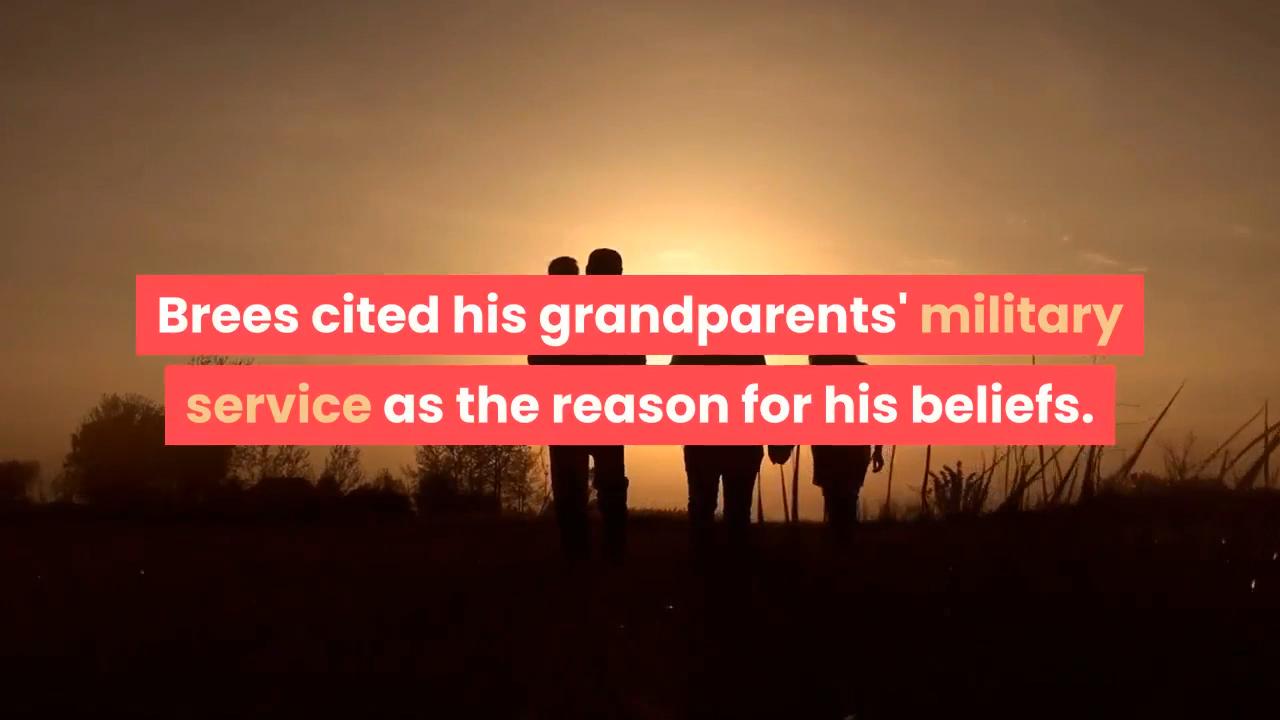 Brees cited his grandparents' military
service as the reason for his beliefs.